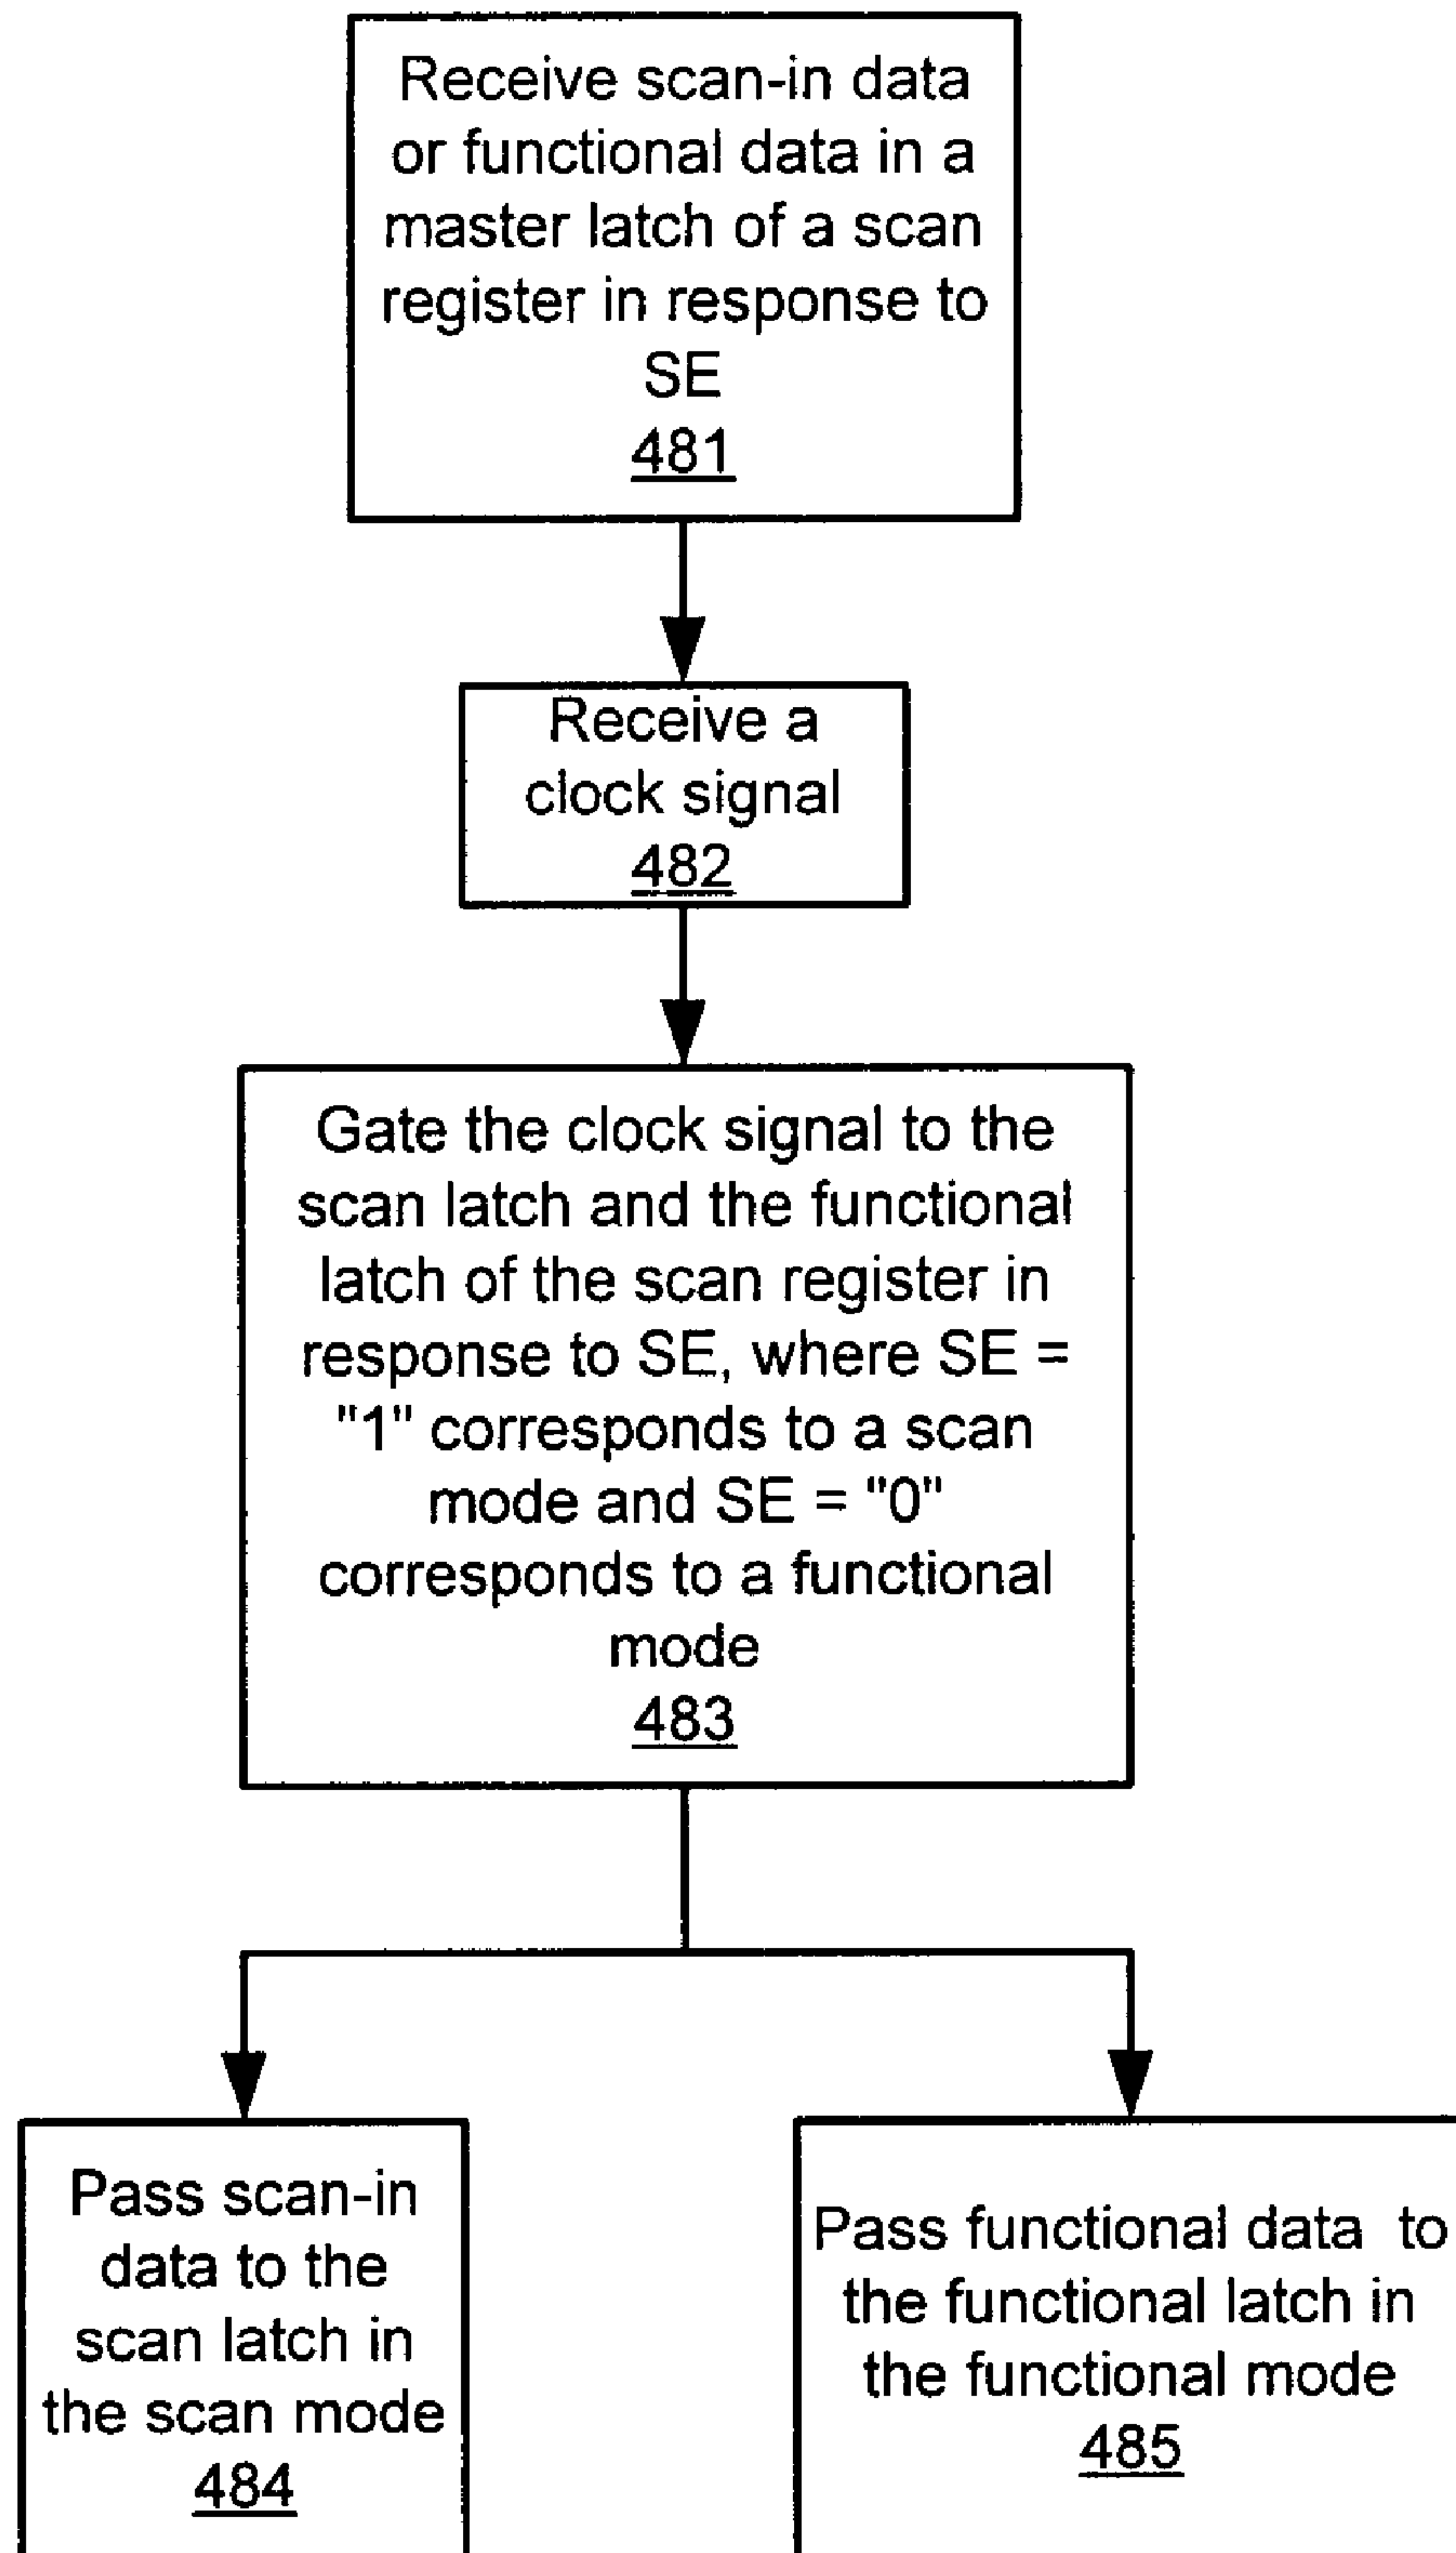 Receive scan-in data
or functional data in a
master latch of a scan
register in response to
SE
481
Receive a
clock signal
482
Gate the clock signal to the
scan latch and the functional
latch of the scan register in
response to SE, where SE =
"1" corresponds to a scan
mode and SE = "0"
corresponds to a functional
mode
483
Pass scan-in
data to the
scan latch in
the scan mode
484
Pass functional data to
the functional latch in
the functional mode
485